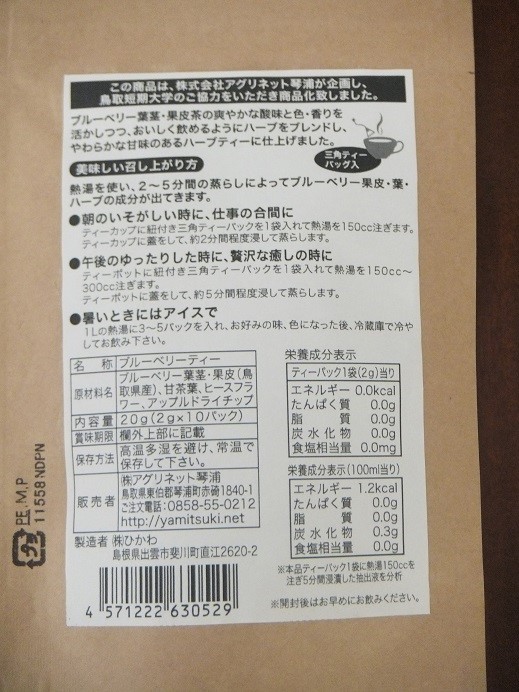 この商品は、株式会社アグリネット琴浦が企画し、
鳥取短期大学のご協力をいただき商品化致しました。
ブルーベリー葉茎・果皮茶の爽やかな酸味と色・香りを
活かしつつ、おいしく飲めるようにハーブをブレンドし、
やわらかな甘味のあるハーブティーに仕上げました。
三角ティー
バッグ入
美味しい召し上がり方
熱湯を使い、2～5分間の蒸らしによってブルーベリー果皮・葉・
ハーブの成分が出てきます。
●朝のいそがしい時に、仕事の合間に
ティーカップに紐付き三角ティーパックを1袋入れて熱湯を150cc注ぎます。
ティーカップに蓋をして、約2分間程度浸して蒸らします。
●午後のゆったりした時に、贅沢な癒しの時に
ティーポットに紐付き三角ティーパックを1袋入れて熱湯を150cc～
300cc注ぎます。
ティーポットに蓋をして、約5分間程度浸して蒸らします。
●暑いときにはアイスで
1Lの熱湯に3～5パックを入れ、お好みの味、色になった後、冷蔵庫で冷や
してお飲み下さい。
名 称 ブルーベリーティー
原材料名 ブルーベリー葉茎・果皮(鳥
取県産)、甘茶葉、ヒースフラ
ワー、アップルドライチップ
内容量 20g(2g×10パック)
賞味期限 欄外上部に記載
保存方法 高温多湿を避け、常温で
保存して下さい。
販売者 ㈱アグリネット琴浦
鳥取県東伯郡琴浦町赤碕1840-1
ご注文電話:0858-55-0212
http://yamitsuki.net
製造者 ㈱ひかわ
島根県出雲市斐川町直江2620-2
4 571222 630529
栄養成分表示
ティーパック1袋(2g)当り
エネルギー 0.0kcal
たんぱく質 0.0g
脂 質 0.0g
炭水化物 0.0g
食塩相当量 0.0mg
栄養成分表示(100ml当り)
エネルギー 1.2kcal
たんぱく質 0.0g
脂 質 0.0g
炭水化物 0.3g
食塩相当量 0.0g
※本品ティーパック1袋に熱湯150ccを
注ぎ5分間浸漬した抽出液を分析
※開封後はお早めにお飲みください。
プラ
PE,M,P
11558 NDPN